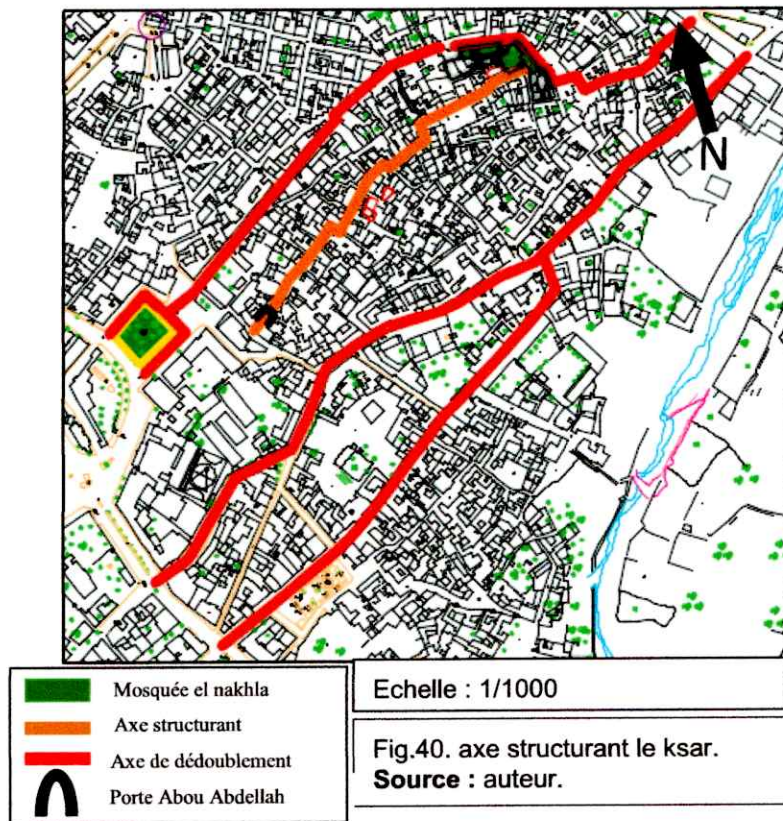 N
Mosquée el nakhla
Axe structurant
Axe de dédoublement
Porte Abou Abdellah
Echelle : 1/1000
Fig.40. axe structurant le ksar.
Source : auteur.